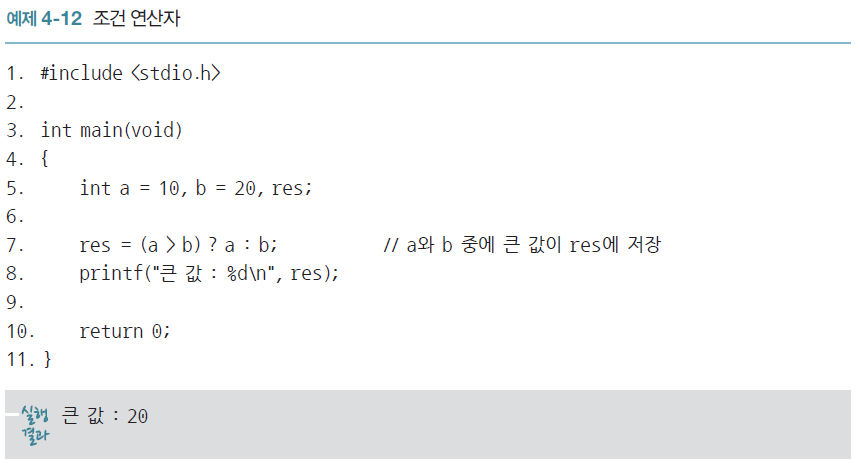 예제 4-12 조건 연산자
1. #include <stdio.h>
2.
3. int main(void)
4. {
5. int a = 10, b = 20, res;
6.
7. res = (a > b) ? a : b; // a와 b 중에 큰 값이 res에 저장
8. printf("큰 값 : %d\n", res);
9.
10. return 0;
11. }
실행결과 큰 값 : 20